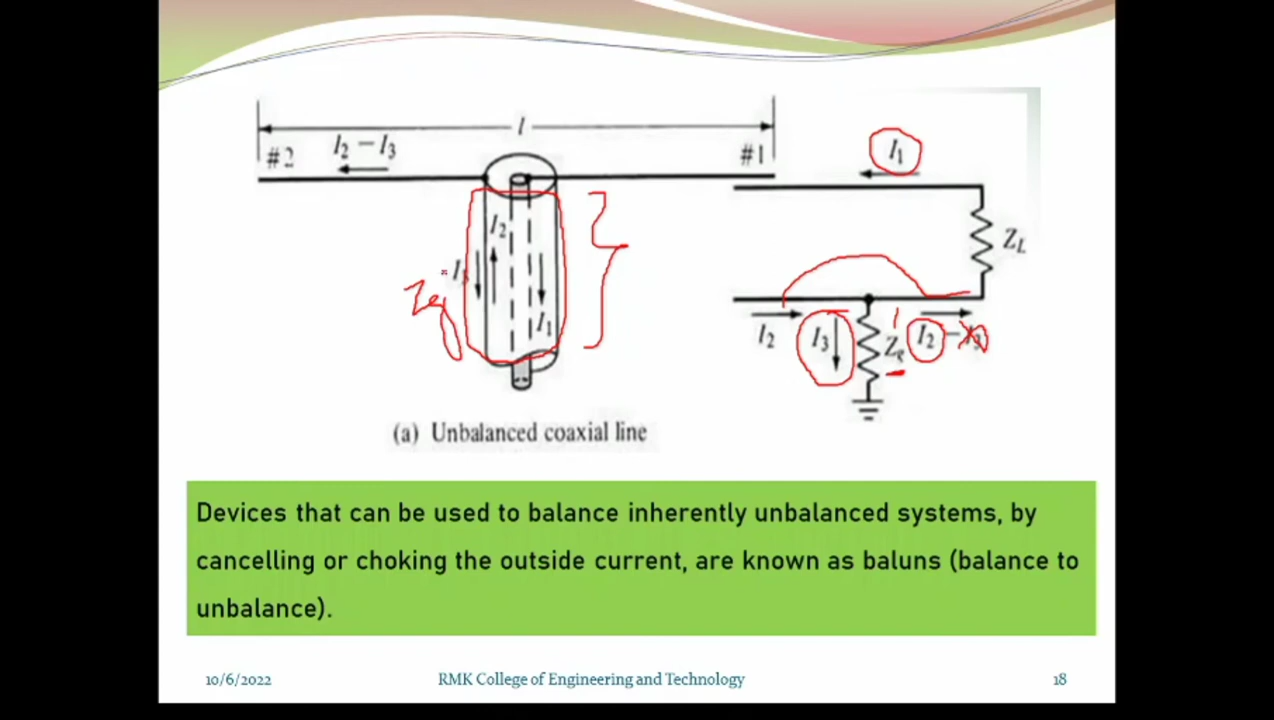 l
#2
I₂ − I₃
#1
I₁
I₂
I₃
I₁
Zg
Z_L
I₂
I₃
Z_g
I₂ −
(a) Unbalanced coaxial line
Devices that can be used to balance inherently unbalanced systems, by
cancelling or choking the outside current, are known as baluns (balance to
unbalance).
10/6/2022
RMK College of Engineering and Technology
18